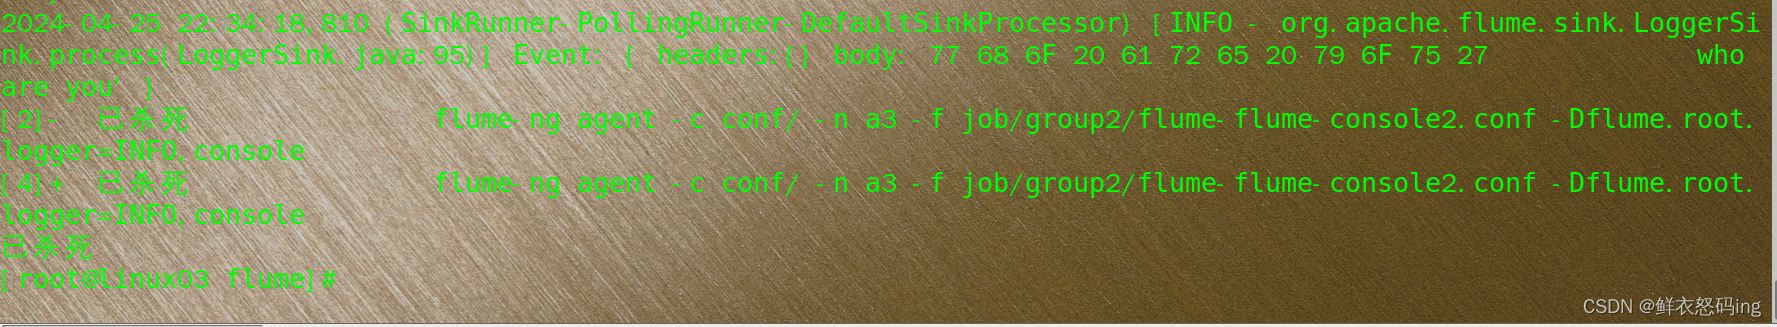 2024-04-25 22:34:18,810 (SinkRunner-PollingRunner-DefaultSinkProcessor) [INFO - org.apache.flume.sink.LoggerSi
nk.process(LoggerSink.java:95)] Event: { headers:{} body: 77 68 6F 20 61 72 65 20 79 6F 75 27 who
are you' }
[2]- 已杀死 flume-ng agent -c conf/ -n a3 -f job/group2/flume-flume-console2.conf -Dflume.root.
logger=INFO,console
[4]+ 已杀死 flume-ng agent -c conf/ -n a3 -f job/group2/flume-flume-console2.conf -Dflume.root.
logger=INFO,console
已杀死
[root@linux03 flume]#
CSDN @鲜衣怒码ing